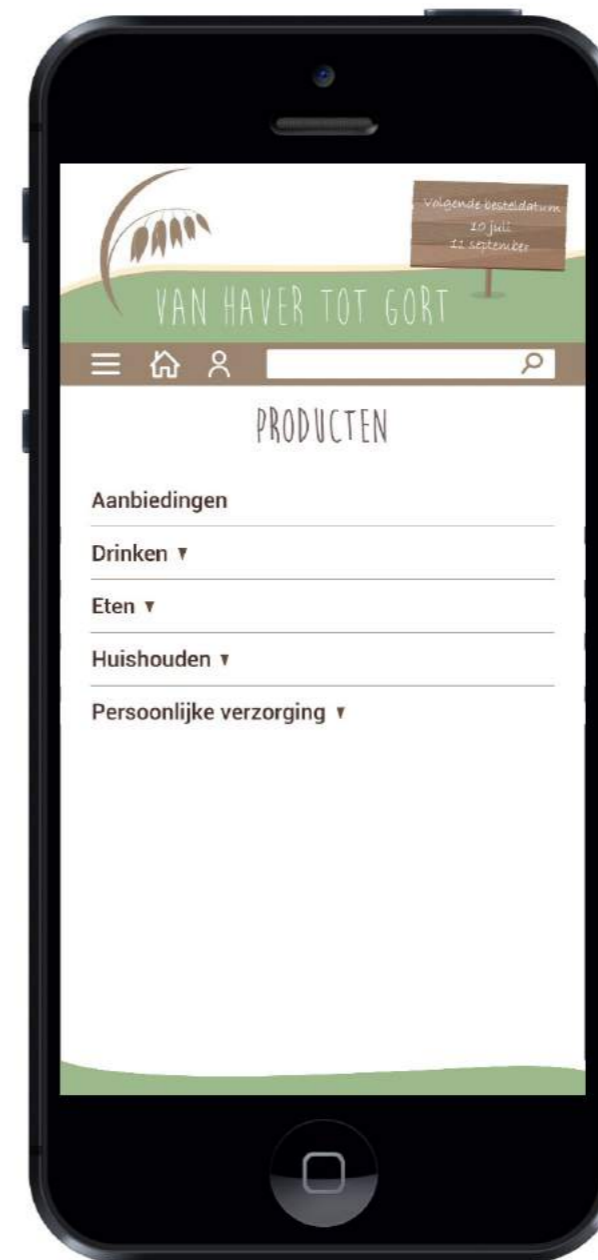 Volgende besteldatum
10 juli
11 september
VAN HAVER TOT GORT
PRODUCTEN
Aanbiedingen
Drinken ▼
Eten ▼
Huishouden ▼
Persoonlijke verzorging ▼